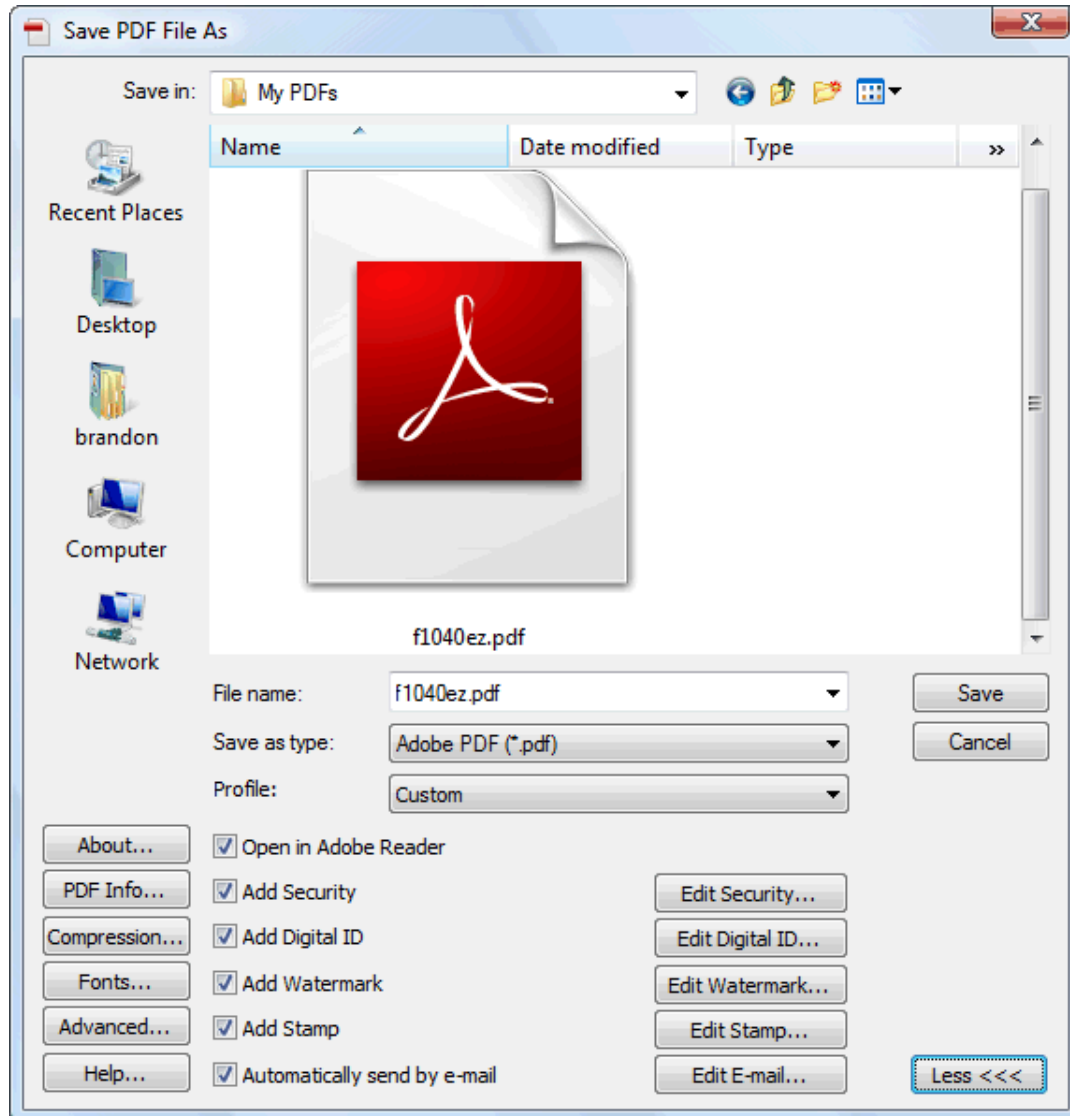 Save PDF File As
Save in: My PDFs
Name Date modified Type »
Recent Places
Desktop
brandon
Computer
Network
f1040ez.pdf
File name: f1040ez.pdf Save
Save as type: Adobe PDF (*.pdf) Cancel
Profile: Custom
About... Open in Adobe Reader
PDF Info... Add Security Edit Security...
Compression... Add Digital ID Edit Digital ID...
Fonts... Add Watermark Edit Watermark...
Advanced... Add Stamp Edit Stamp...
Help... Automatically send by e-mail Edit E-mail... Less <<<